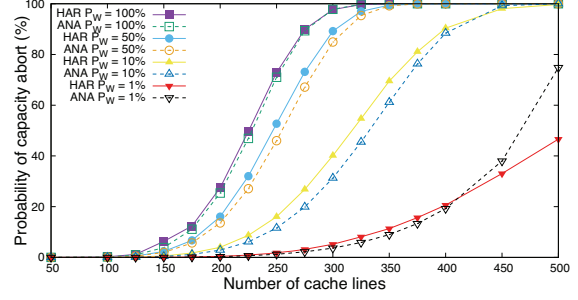 Probability of capacity abort (%)
100
80
60
40
20
0
HAR P_W = 100%
ANA P_W = 100%
HAR P_W = 50%
ANA P_W = 50%
HAR P_W = 10%
ANA P_W = 10%
HAR P_W = 1%
ANA P_W = 1%
50 100 150 200 250 300 350 400 450 500
Number of cache lines